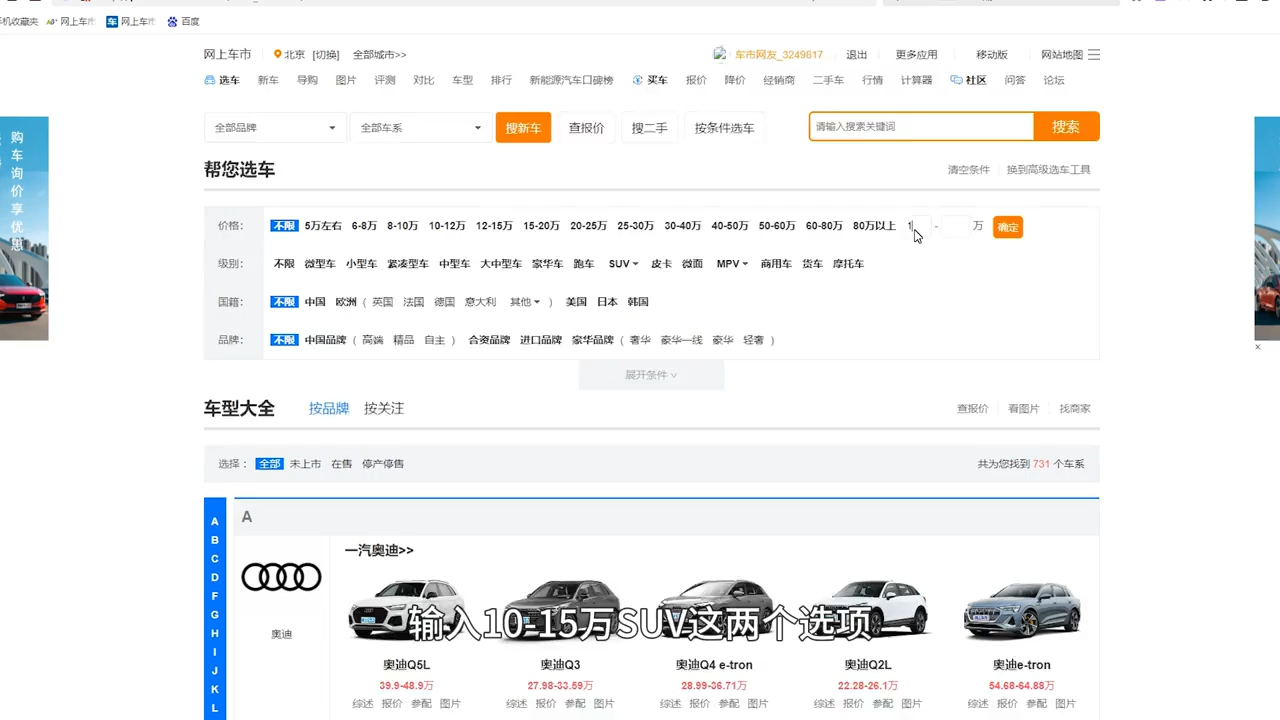 手机收藏夹 网上车市 车 网上车市 百度
网上车市 北京 [切换] 全部城市>> 车市网友_3249617 退出 更多应用 移动版 网站地图
选车 新车 导购 图片 评测 对比 车型 排行 新能源汽车口碑榜 买车 报价 降价 经销商 二手车 行情 计算器 社区 问答 论坛
全部品牌 全部车系 搜新车 查报价 搜二手 按条件选车 请输入搜索关键词 搜索
购车询价享优惠
帮您选车 清空条件 换到高级选车工具
价格： 不限 5万左右 6-8万 8-10万 10-12万 12-15万 15-20万 20-25万 25-30万 30-40万 40-50万 50-60万 60-80万 80万以上 1 - 万 确定
级别： 不限 微型车 小型车 紧凑型车 中型车 大中型车 豪华车 跑车 SUV 皮卡 微面 MPV 商用车 货车 摩托车
国籍： 不限 中国 欧洲 ( 英国 法国 德国 意大利 其他 ) 美国 日本 韩国
品牌： 不限 中国品牌 ( 高端 精品 自主 ) 合资品牌 进口品牌 豪华品牌 ( 奢华 豪华一线 豪华 轻奢 )
展开条件
车型大全 按品牌 按关注 查报价 看图片 找商家
选择： 全部 未上市 在售 停产停售 共为您找到 731 个车系
A
B
C
D
E
F
G
H
I
J
K
L
A
一汽奥迪>>
奥迪
输入10-15万SUV这两个选项
奥迪Q5L 奥迪Q3 奥迪Q4 e-tron 奥迪Q2L 奥迪e-tron
39.9-48.9万 27.98-33.59万 28.99-36.71万 22.28-26.1万 54.68-64.88万
综述 报价 参配 图片 综述 报价 参配 图片 综述 报价 参配 图片 综述 报价 参配 图片 综述 报价 参配 图片